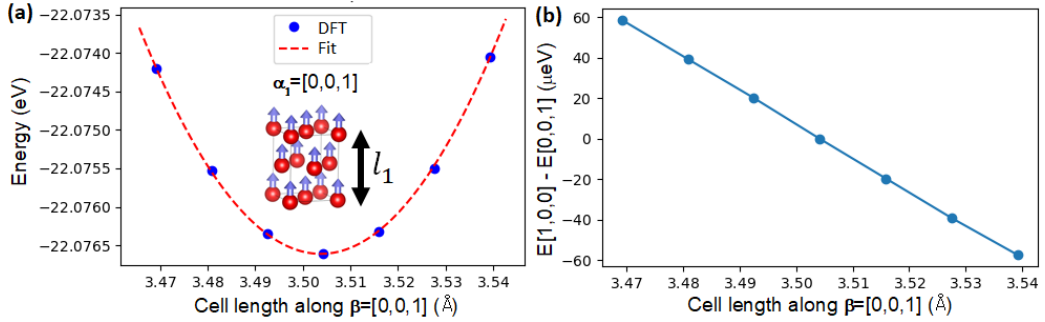 (a)
DFT
Fit
α1=[0,0,1]
l1
Energy (eV)
−22.0740
−22.0745
−22.0750
−22.0755
−22.0760
−22.0765
3.47 3.48 3.49 3.50 3.51 3.52 3.53 3.54
Cell length along β=[0,0,1] (Å)
(b)
E[1,0,0] - E[0,0,1] (μeV)
60
40
20
0
−20
−40
−60
3.47 3.48 3.49 3.50 3.51 3.52 3.53 3.54
Cell length along β=[0,0,1] (Å)